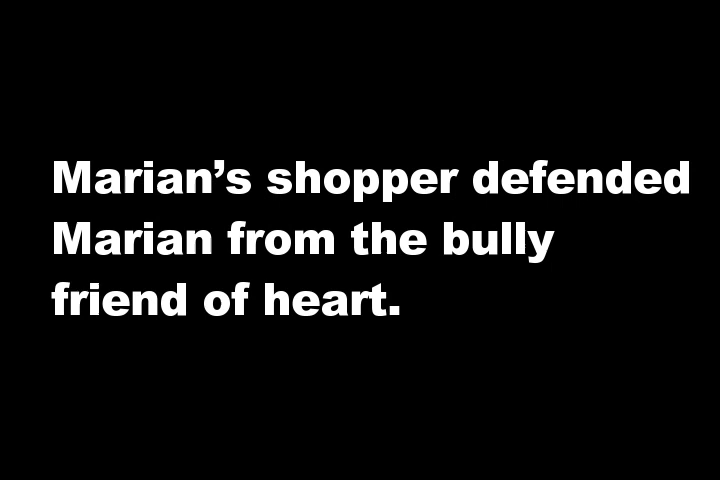 Marian’s shopper defended
Marian from the bully
friend of heart.